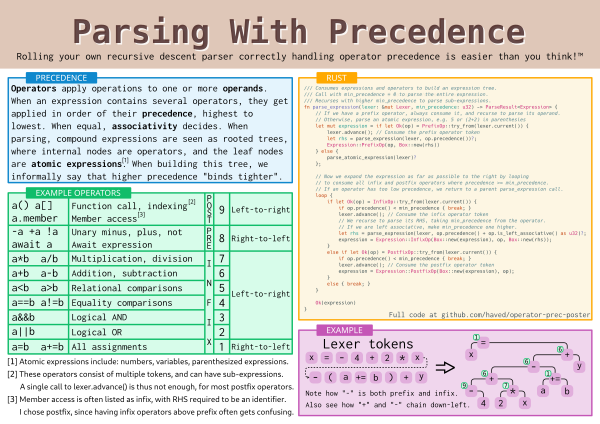 Parsing With Precedence
Rolling your own recursive descent parser correctly handling operator precedence is easier than you think!™
PRECEDENCE
Operators apply operations to one or more operands.
When an expression contains several operators, they get
applied in order of their precedence, highest to
lowest. When equal, associativity decides. When
parsing, compound expressions are seen as rooted trees,
where internal nodes are operators, and the leaf nodes
are atomic expressions[1] When building this tree, we
informally say that higher precedence "binds tighter".
EXAMPLE OPERATORS
a() a[] a.member Function call, indexing[2] Member access[3] POST 9 Left-to-right
-a +a !a await a Unary minus, plus, not Await expression PRE 8 Right-to-left
a*b a/b Multiplication, division INFIX 7 Left-to-right
a+b a-b Addition, subtraction 6
a<b a>b Relational comparisons 5
a==b a!=b Equality comparisons 4
a&&b Logical AND 3
a||b Logical OR 2
a=b a+=b All assignments 1 Right-to-left
[1] Atomic expressions include: numbers, variables, parenthesized expressions.
[2] These operators consist of multiple tokens, and can have sub-expressions.
A single call to lexer.advance() is thus not enough, for most postfix operators.
[3] Member access is often listed as infix, with RHS required to be an identifier.
I chose postfix, since having infix operators above prefix often gets confusing.
RUST
/// Consumes expressions and operators to build an expression tree.
/// Call with min_precedence = 0 to parse the entire expression.
/// Recurses with higher min_precedence to parse sub-expressions.
fn parse_expression(lexer: &mut Lexer, min_precedence: u32) -> ParseResult<Expression> {
// If we have a prefix operator, always consume it, and recurse to parse its operand.
// Otherwise, parse an atomic expression, e.g. 5 or (2+2) in parentheses
let mut expression = if let Ok(op) = PrefixOp::try_from(lexer.current()) {
lexer.advance(); // Consume the prefix operator
let rhs = parse_expression(lexer, op.precedence())?;
Expression::PrefixOp(op, Box::new(rhs))
} else {
parse_atomic_expression(lexer)?
};
// Now we expand the expression as far as possible to the right by looping
// to consume all infix and postfix operators where precedence >= min_precedence.
// If an operator has too low precedence, we return to a parent parse_expression call.
loop {
if let Ok(op) = InfixOp::try_from(lexer.current()) {
if op.precedence() < min_precedence { break; }
lexer.advance(); // Consume the infix operator
// We recurse to parse its RHS, taking min_precedence from the operator.
// If we are left associative, make min_precedence one higher.
let rhs = parse_expression(lexer, op.precedence() + op.is_left_associative() as u32)?;
expression = Expression::InfixOp(Box::new(expression), op, Box::new(rhs));
}
else if let Ok(op) = PostfixOp::try_from(lexer.current()) {
if op.precedence() < min_precedence { break; }
lexer.advance(); // Consume the postfix operator
expression = Expression::PostfixOp(Box::new(expression), op);
}
else { break; }
}
Ok(expression)
}
Full code at github.com/haved/operator-prec-poster
EXAMPLE
Lexer tokens
x = - 4 + 2 * x
- ( a += b ) + y
Note how "-" is both prefix and infix.
Also see how "+" and "-" chain down-left.
1
= 6
x + y
6
- 1
6 +=
+ a b
9 7
- *
4 2 x